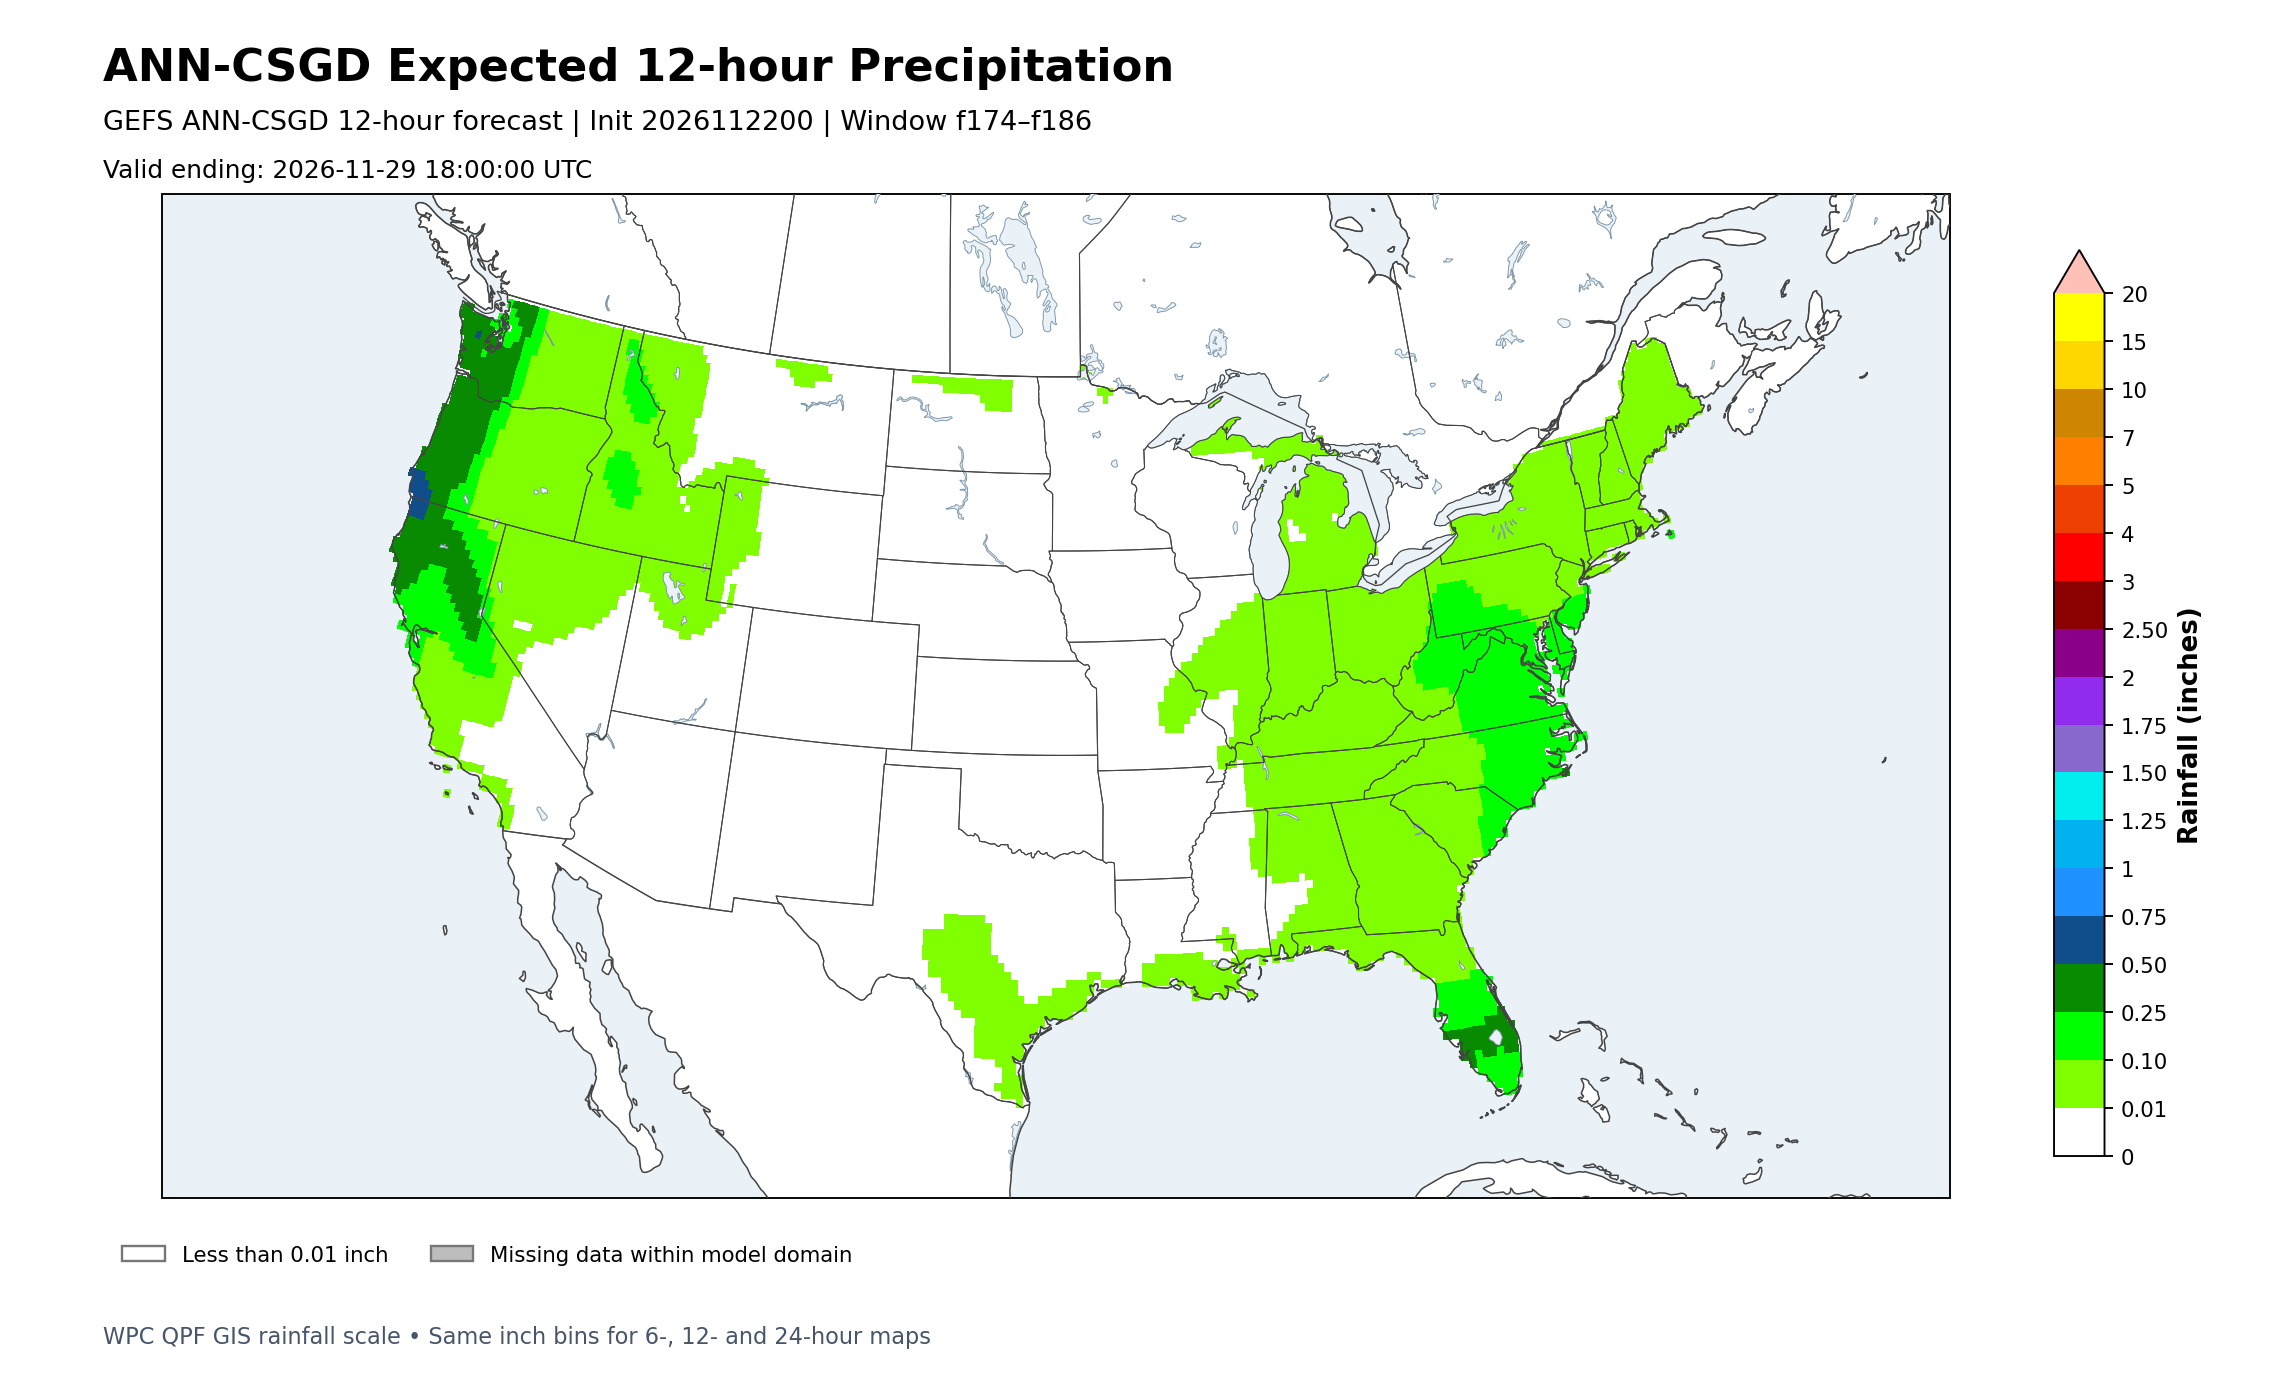 ANN-CSGD Expected 12-hour Precipitation
GEFS ANN-CSGD 12-hour forecast | Init 2026112200 | Window f174–f186
Valid ending: 2026-11-29 18:00:00 UTC
20
15
10
7
5
4
3
2.50
2
1.75
1.50
1.25
1
0.75
0.50
0.25
0.10
0.01
0
Rainfall (inches)
Less than 0.01 inch
Missing data within model domain
WPC QPF GIS rainfall scale • Same inch bins for 6-, 12- and 24-hour maps